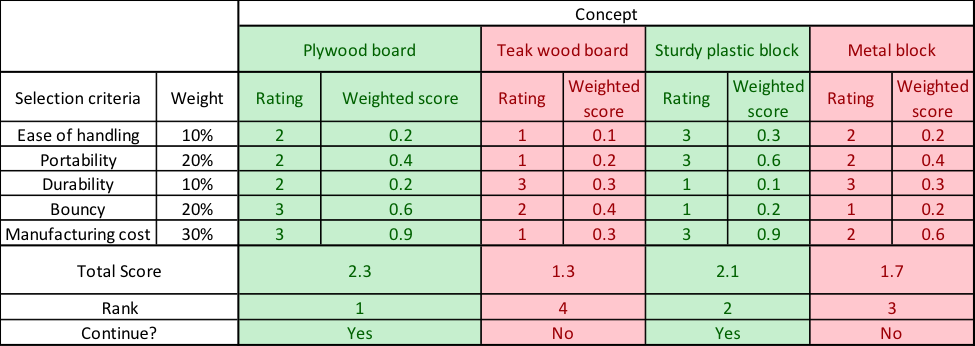 Concept
Plywood board Teak wood board Sturdy plastic block Metal block
Selection criteria Weight Rating Weighted score Rating Weighted score Rating Weighted score Rating Weighted score
Ease of handling 10% 2 0.2 1 0.1 3 0.3 2 0.2
Portability 20% 2 0.4 1 0.2 3 0.6 2 0.4
Durability 10% 2 0.2 3 0.3 1 0.1 3 0.3
Bouncy 20% 3 0.6 2 0.4 1 0.2 1 0.2
Manufacturing cost 30% 3 0.9 1 0.3 3 0.9 2 0.6
Total Score 2.3 1.3 2.1 1.7
Rank 1 4 2 3
Continue? Yes No Yes No